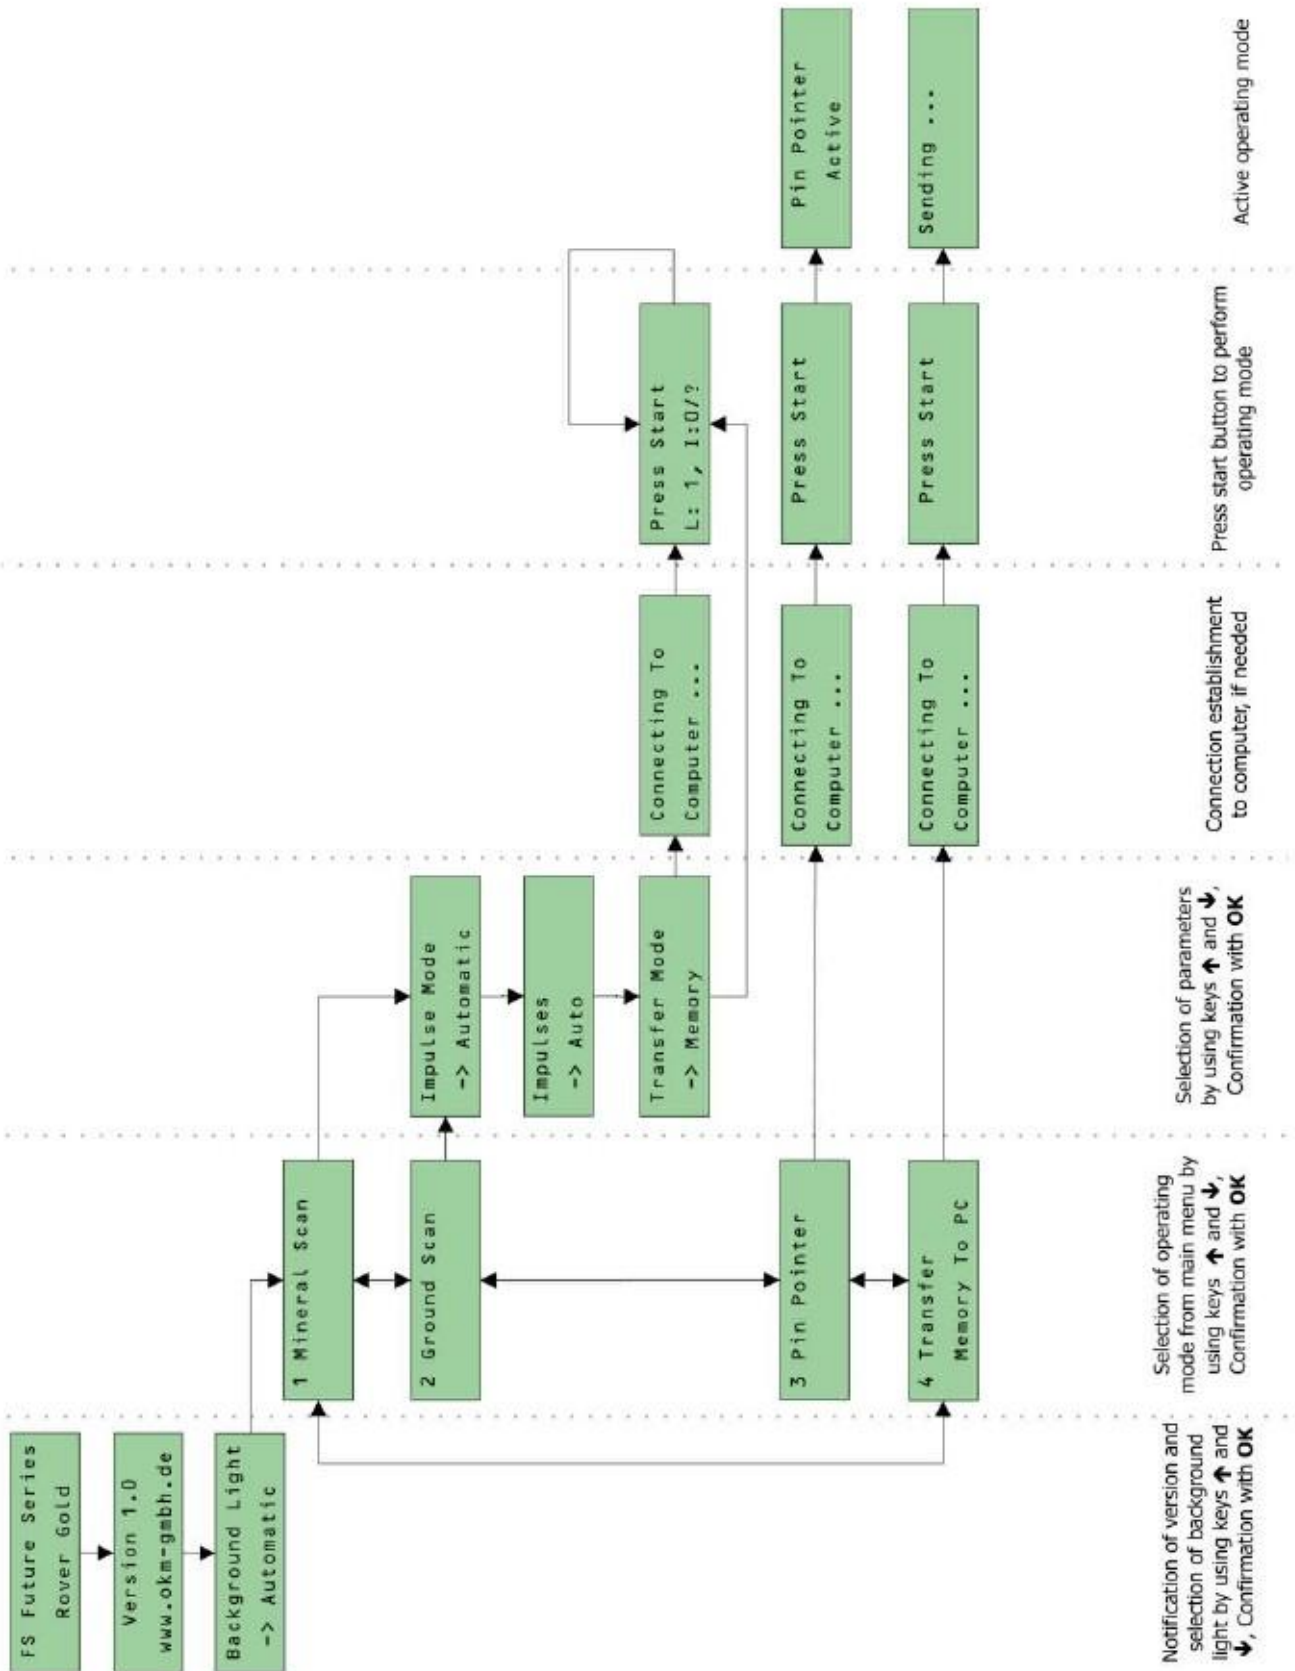 FS Future Series
Rover Gold
Version 1.0
www.okm-gmbh.de
Background Light
-> Automatic
1 Mineral Scan
2 Ground Scan
3 Pin Pointer
4 Transfer
Memory To PC
Impulse Mode
-> Automatic
Impulses
-> Auto
Transfer Mode
-> Memory
Connecting To
Computer ...
Connecting To
Computer ...
Connecting To
Computer ...
Press Start
L: 1, I:0/?
Press Start
Press Start
Pin Pointer
Active
Sending ...
Notification of version and
selection of background
light by using keys ↑ and
↓, Confirmation with OK
Selection of operating
mode from main menu by
using keys ↑ and ↓,
Confirmation with OK
Selection of parameters
by using keys ↑ and ↓,
Confirmation with OK
Connection establishment
to computer, if needed
Press start button to perform
operating mode
Active operating mode